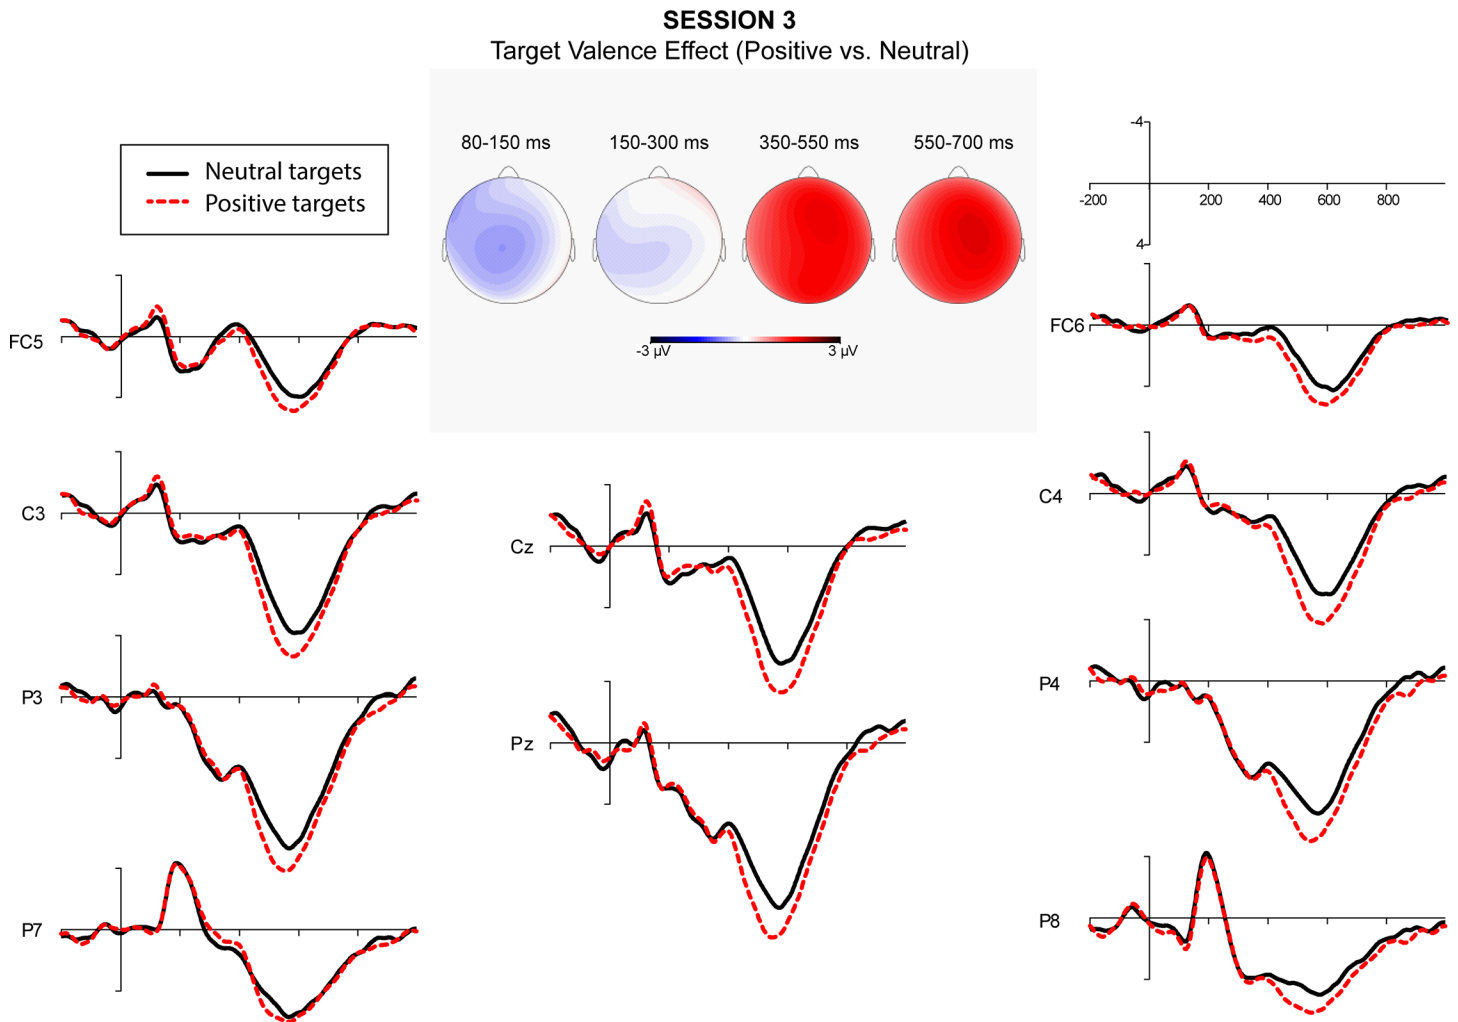 SESSION 3
Target Valence Effect (Positive vs. Neutral)
80-150 ms
150-300 ms
350-550 ms
550-700 ms
-3 µV
3 µV
Neutral targets
Positive targets
-4
-200
200
400
600
800
4
FC5
FC6
C3
Cz
C4
P3
Pz
P4
P7
P8